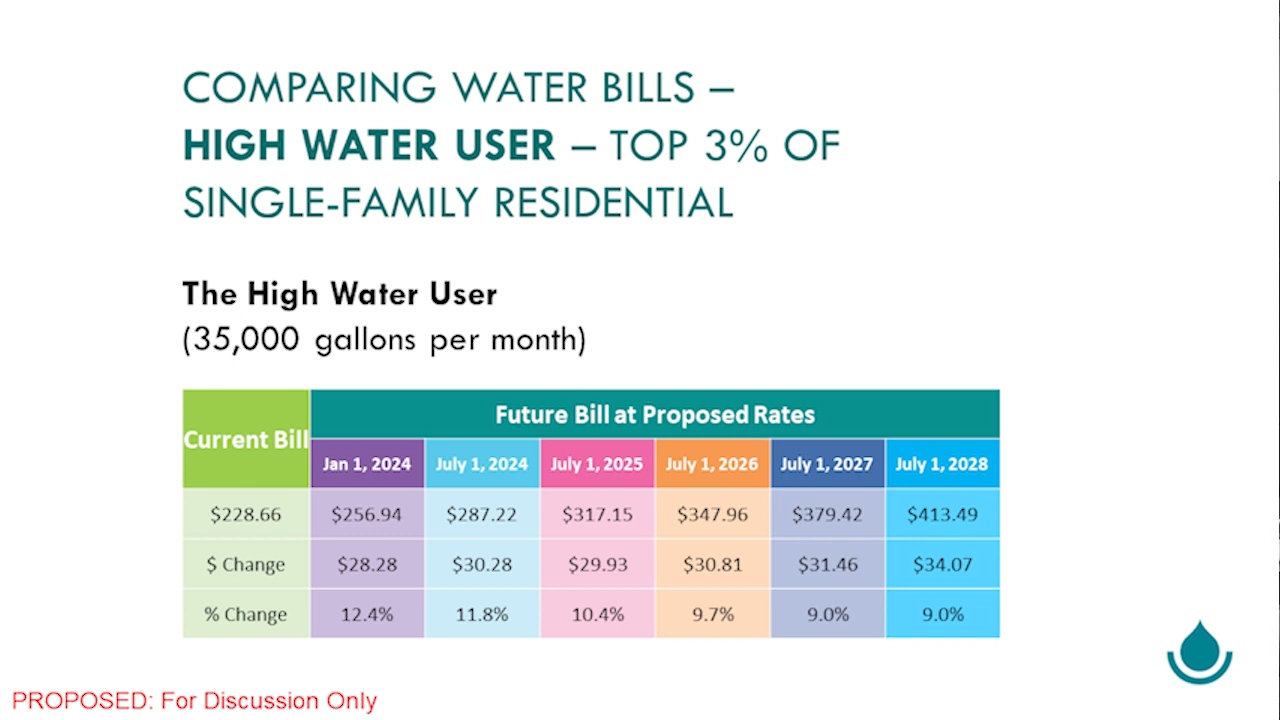 COMPARING WATER BILLS –
HIGH WATER USER – TOP 3% OF
SINGLE-FAMILY RESIDENTIAL
The High Water User
(35,000 gallons per month)
Current Bill
Future Bill at Proposed Rates
Jan 1, 2024 July 1, 2024 July 1, 2025 July 1, 2026 July 1, 2027 July 1, 2028
$228.66 $256.94 $287.22 $317.15 $347.96 $379.42 $413.49
$ Change $28.28 $30.28 $29.93 $30.81 $31.46 $34.07
% Change 12.4% 11.8% 10.4% 9.7% 9.0% 9.0%
PROPOSED: For Discussion Only